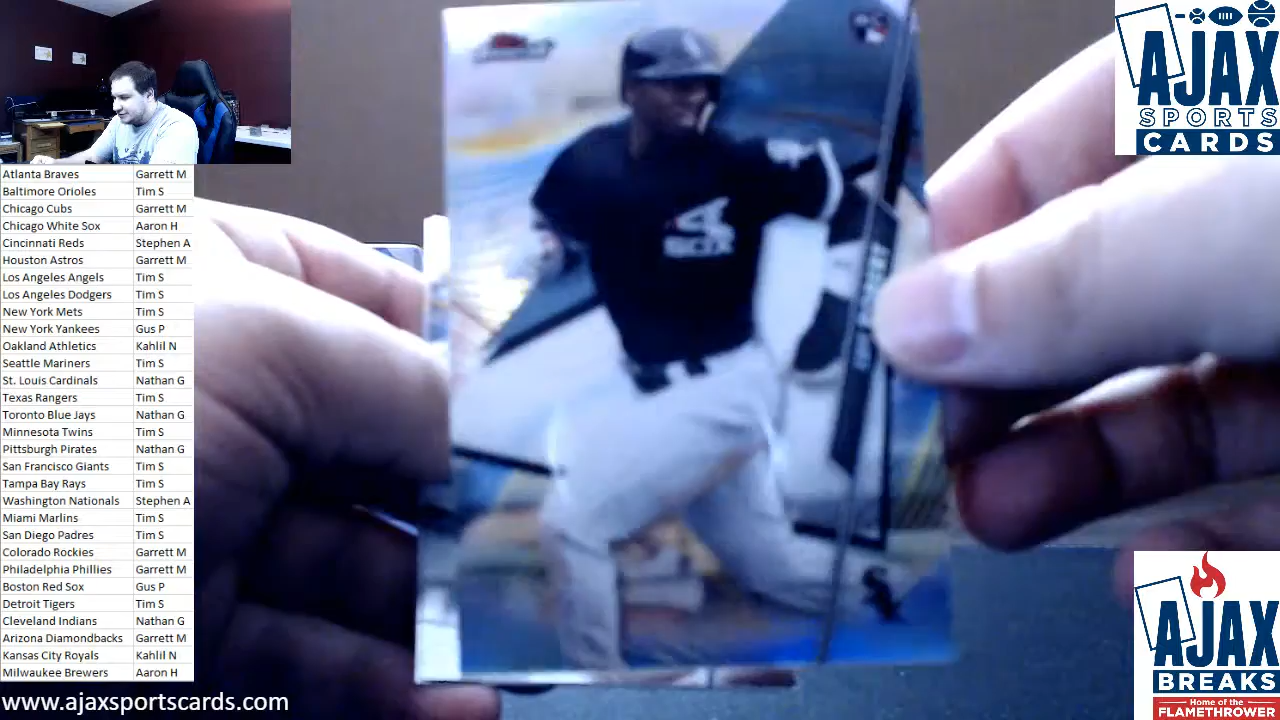 AJAX
SPORTS
CARDS
Atlanta Braves Garrett M
Baltimore Orioles Tim S
Chicago Cubs Garrett M
Chicago White Sox Aaron H
Cincinnati Reds Stephen A
Houston Astros Garrett M
Los Angeles Angels Tim S
Los Angeles Dodgers Tim S
New York Mets Tim S
New York Yankees Gus P
Oakland Athletics Kahlil N
Seattle Mariners Tim S
St. Louis Cardinals Nathan G
Texas Rangers Tim S
Toronto Blue Jays Nathan G
Minnesota Twins Tim S
Pittsburgh Pirates Nathan G
San Francisco Giants Tim S
Tampa Bay Rays Tim S
Washington Nationals Stephen A
Miami Marlins Tim S
San Diego Padres Tim S
Colorado Rockies Garrett M
Philadelphia Phillies Garrett M
Boston Red Sox Gus P
Detroit Tigers Tim S
Cleveland Indians Nathan G
Arizona Diamondbacks Garrett M
Kansas City Royals Kahlil N
Milwaukee Brewers Aaron H
www.ajaxsportscards.com
SOX
AJAX
BREAKS
Home of the
FLAMETHROWER